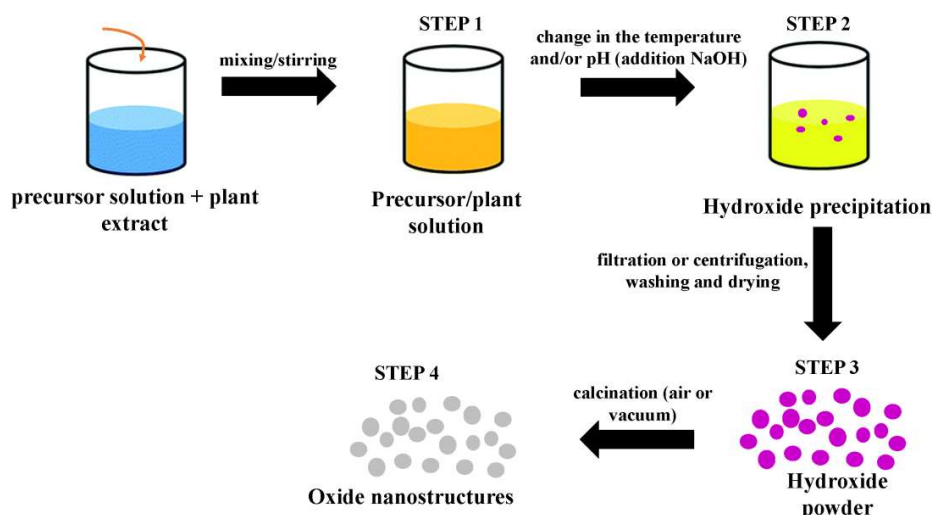 precursor solution + plant
extract
mixing/stirring
STEP 1
Precursor/plant
solution
change in the temperature
and/or pH (addition NaOH)
STEP 2
Hydroxide precipitation
filtration or centrifugation,
washing and drying
STEP 3
Hydroxide
powder
calcination (air or
vacuum)
STEP 4
Oxide nanostructures